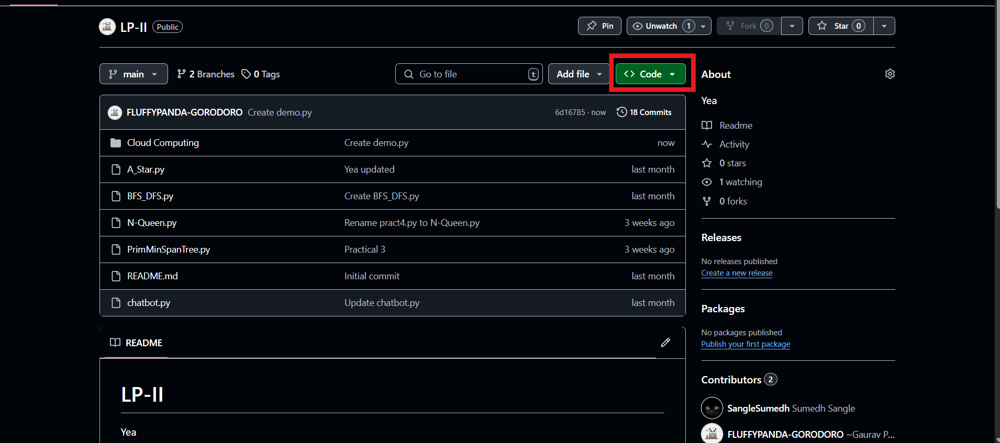 LP-II Public Pin Unwatch 1 Fork 0 Star 0
main 2 Branches 0 Tags Go to file t Add file Code
FLUFFYPANDA-GORODORO Create demo.py 6d16785 · now 18 Commits
Cloud Computing Create demo.py now
A_Star.py Yea updated last month
BFS_DFS.py Create BFS_DFS.py last month
N-Queen.py Rename pract4.py to N-Queen.py 3 weeks ago
PrimMinSpanTree.py Practical 3 3 weeks ago
README.md Initial commit last month
chatbot.py Update chatbot.py last month
README
LP-II
Yea
About
Yea
Readme
Activity
0 stars
1 watching
0 forks
Releases
No releases published
Create a new release
Packages
No packages published
Publish your first package
Contributors 2
SangleSumedh Sumedh Sangle
FLUFFYPANDA-GORODORO ~Gaurav P...